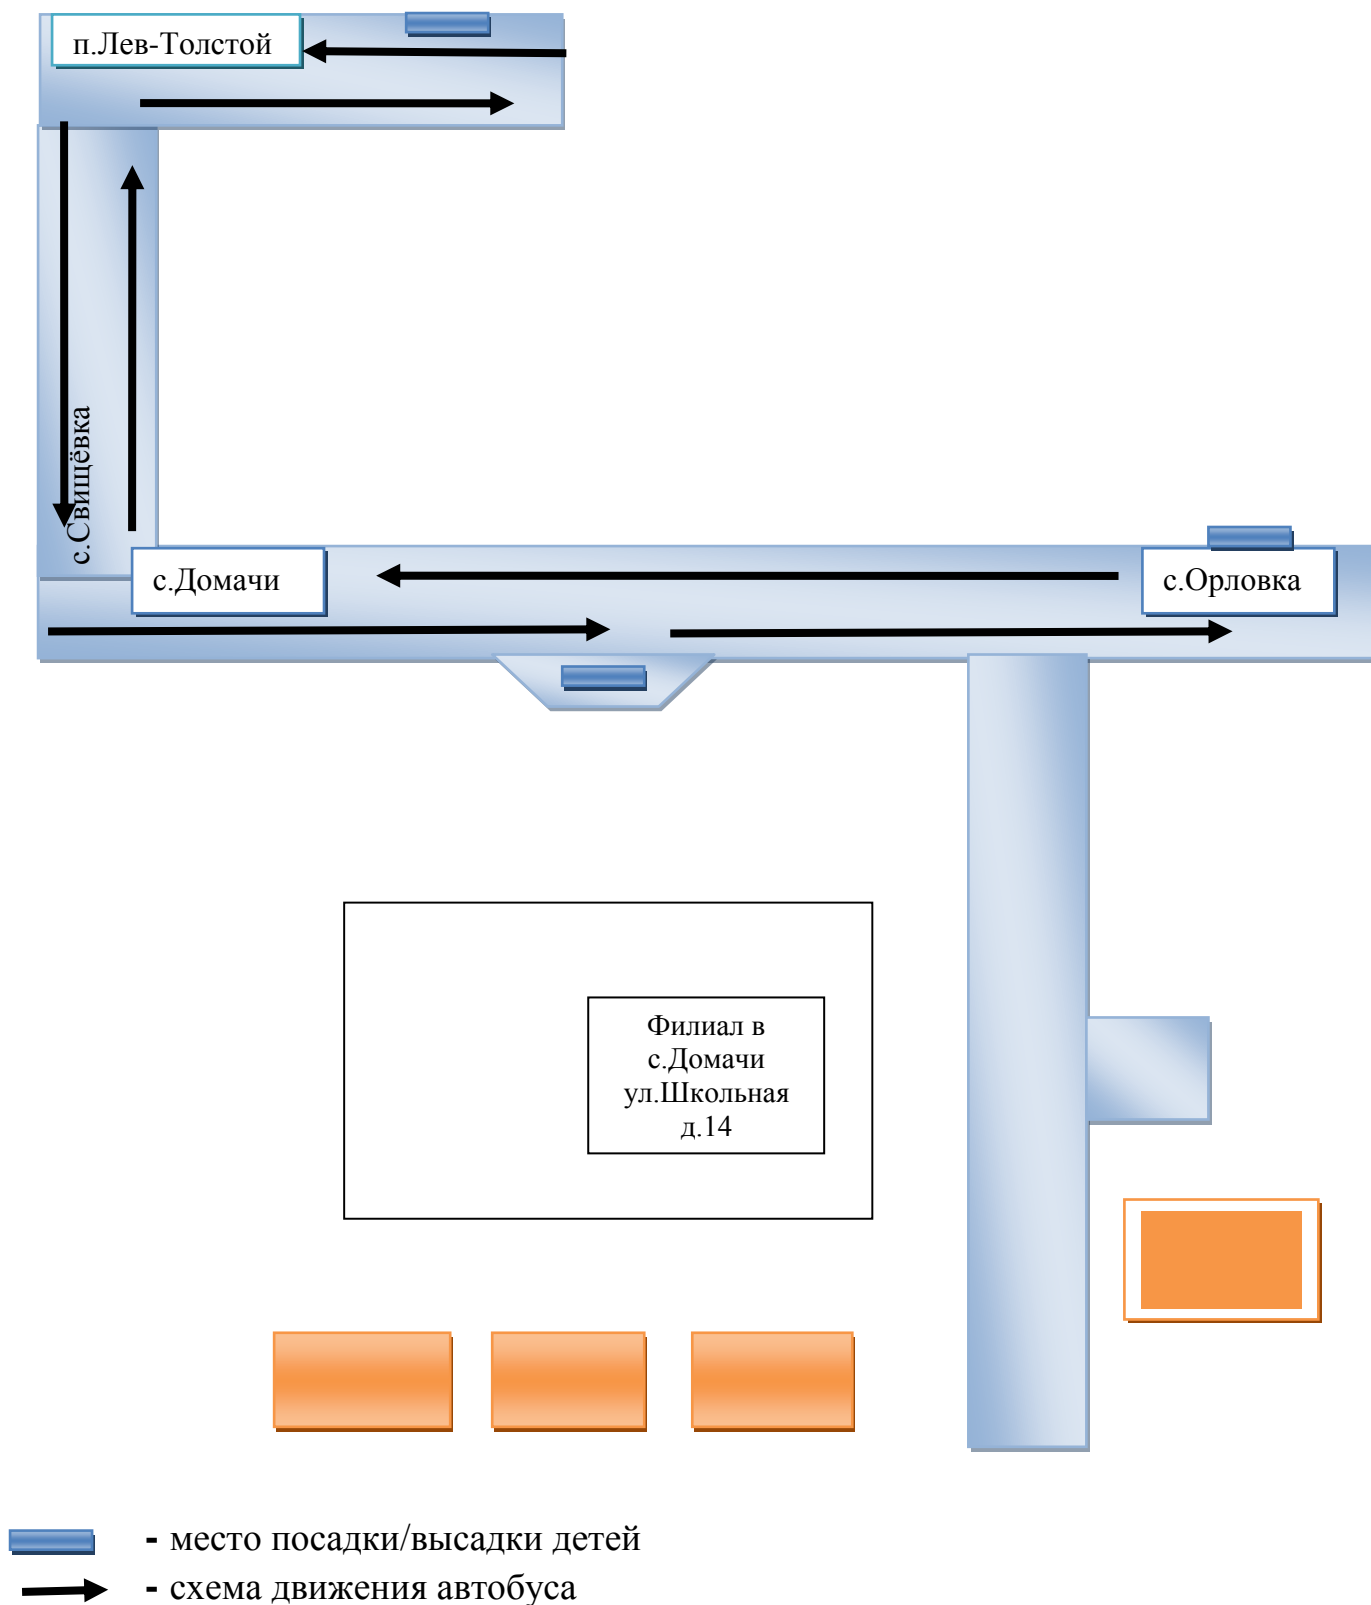 п.Лев-Толстой
с.Свищёвка
с.Домачи
с.Орловка
Филиал в
с.Домачи
ул.Школьная
д.14
- место посадки/высадки детей
- схема движения автобуса